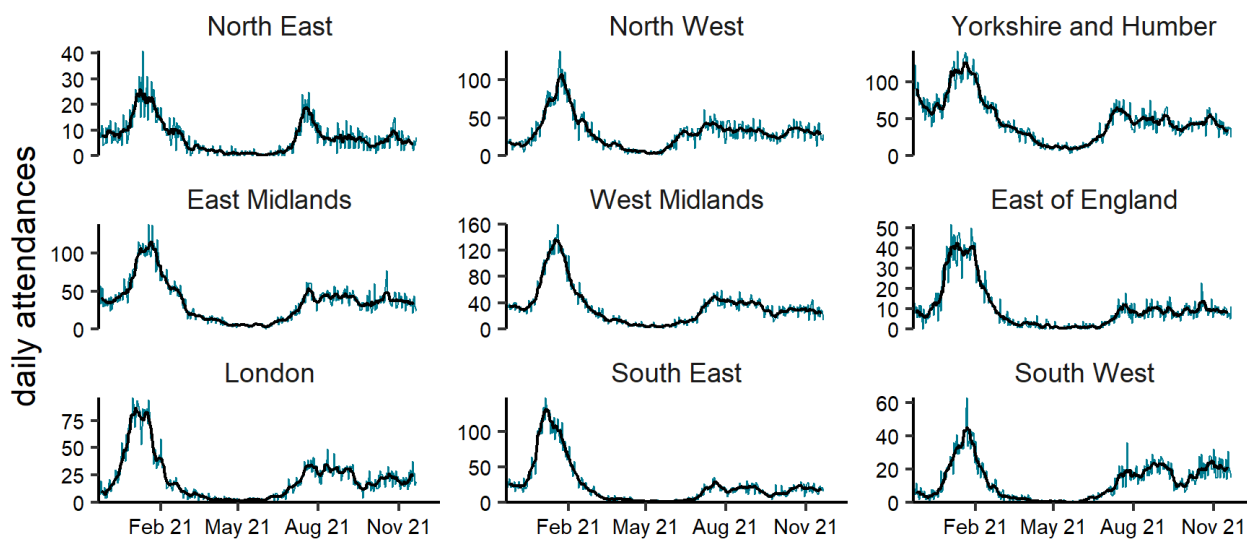 daily attendances
North East
40
30
20
10
0
North West
100
50
0
Yorkshire and Humber
100
50
0
East Midlands
100
50
0
West Midlands
160
120
80
40
0
East of England
50
40
30
20
10
0
London
75
50
25
0
Feb 21 May 21 Aug 21 Nov 21
South East
100
50
0
Feb 21 May 21 Aug 21 Nov 21
South West
60
40
20
0
Feb 21 May 21 Aug 21 Nov 21